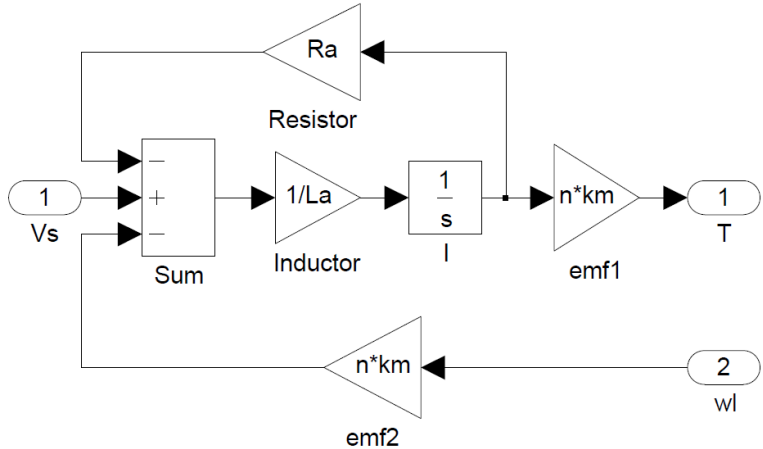 Ra
Resistor
−
1
+
−
Vs
Sum
1/La
Inductor
1
s
I
n*km
emf1
1
T
n*km
emf2
2
wl